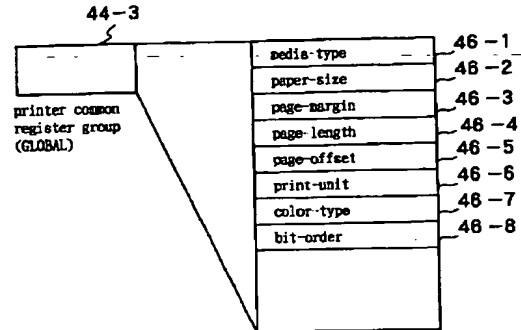 44-3
media-type 46-1
paper-size 46-2
page-margin 46-3
page-length 46-4
page-offset 46-5
print-unit 46-6
color-type 46-7
bit-order 46-8
printer common
register group
(GLOBAL)